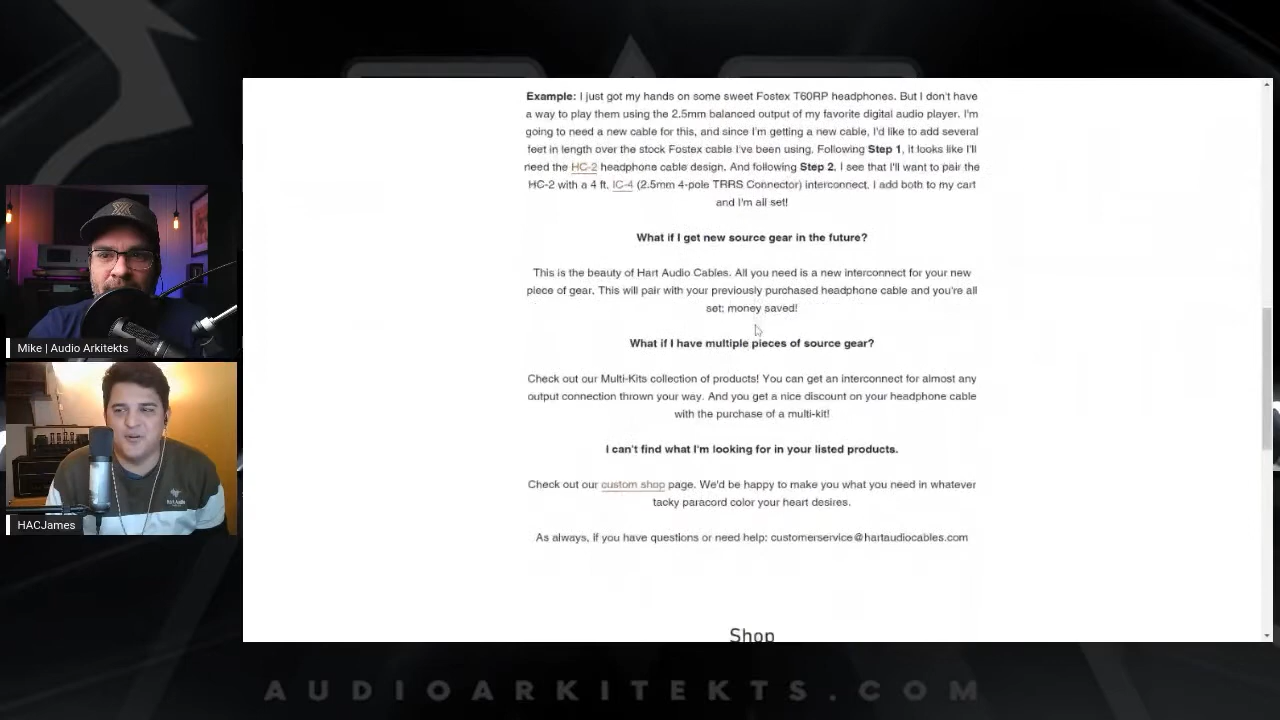 Example: I just got my hands on some sweet Fostex T60RP headphones. But I don't have
a way to play them using the 2.5mm balanced output of my favorite digital audio player. I'm
going to need a new cable for this, and since I'm getting a new cable, I'd like to add several
feet in length over the stock Fostex cable I've been using. Following Step 1, it looks like I'll
need the HC-2 headphone cable design. And following Step 2, I see that I'll want to pair the
HC-2 with a 4 ft. IC-4 (2.5mm 4-pole TRRS Connector) interconnect. I add both to my cart
and I'm all set!
What if I get new source gear in the future?
This is the beauty of Hart Audio Cables. All you need is a new interconnect for your new
piece of gear. This will pair with your previously purchased headphone cable and you're all
set; money saved!
What if I have multiple pieces of source gear?
Check out our Multi-Kits collection of products! You can get an interconnect for almost any
output connection thrown your way. And you get a nice discount on your headphone cable
with the purchase of a multi-kit!
I can't find what I'm looking for in your listed products.
Check out our custom shop page. We'd be happy to make you what you need in whatever
tacky paracord color your heart desires.
As always, if you have questions or need help: customerservice@hartaudiocables.com
Shop
Mike | Audio Arkitekts
HACJames
AUDIOARKITEKTS.COM